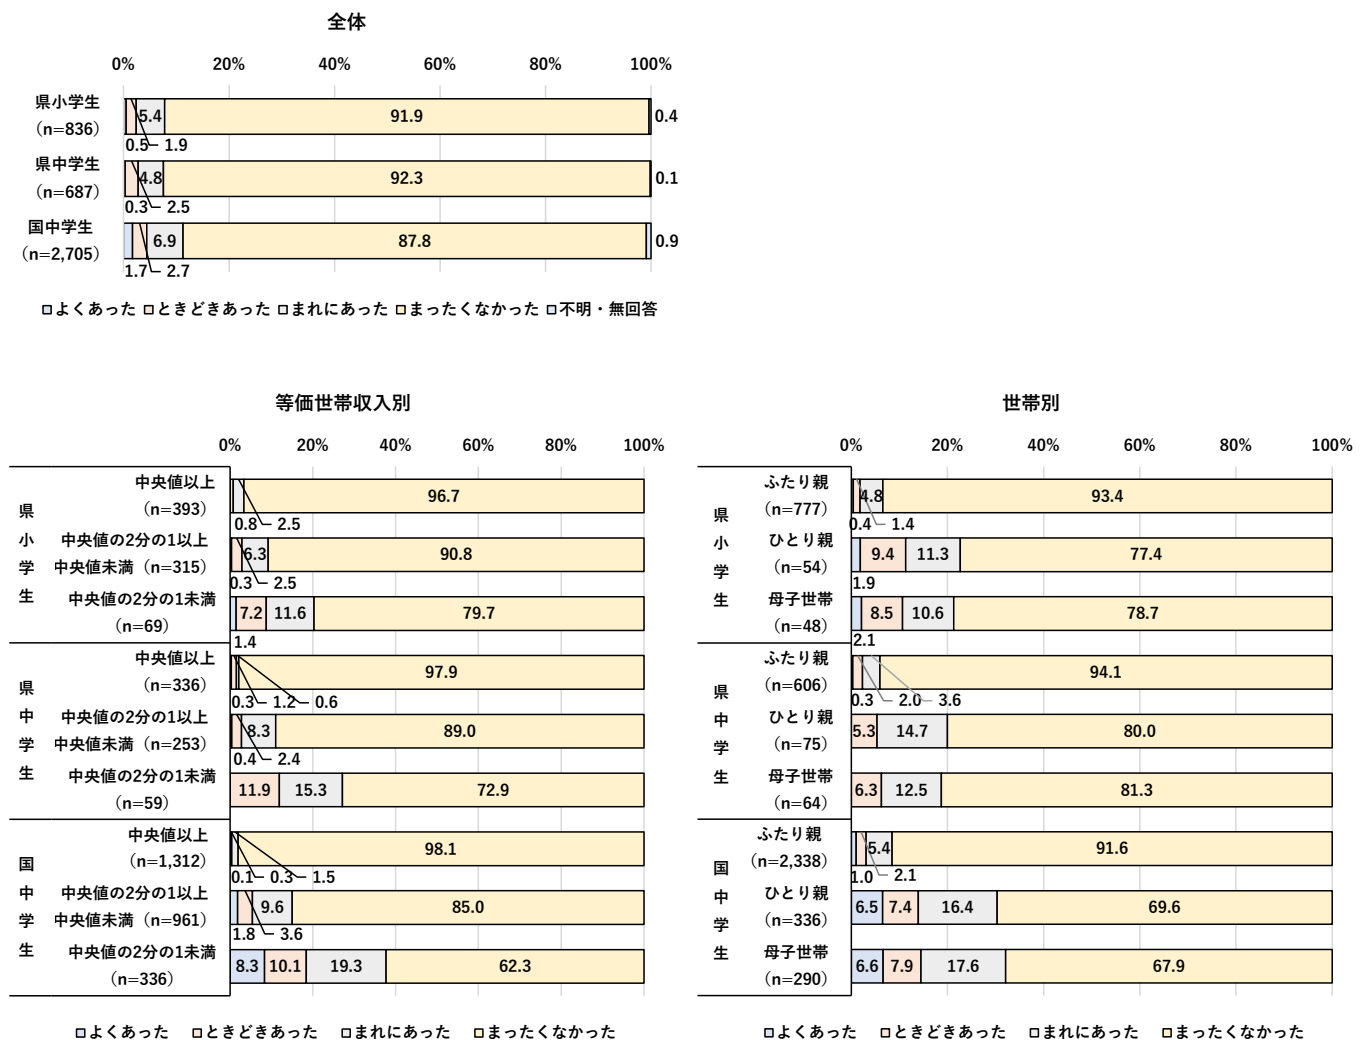 全体
0% 20% 40% 60% 80% 100%
県小学生
（n=836）
5.4 91.9 0.4
0.5 1.9
県中学生
（n=687）
4.8 92.3 0.1
0.3 2.5
国中学生
（n=2,705）
6.9 87.8 0.9
1.7 2.7
よくあった ときどきあった まれにあった まったくなかった 不明・無回答
等価世帯収入別
0% 20% 40% 60% 80% 100%
県小学生
中央値以上
（n=393）
96.7
0.8 2.5
中央値の2分の1以上
中央値未満（n=315）
6.3 90.8
0.3 2.5
中央値の2分の1未満
（n=69）
7.2 11.6 79.7
1.4
県中学生
中央値以上
（n=336）
97.9
0.3 1.2 0.6
中央値の2分の1以上
中央値未満（n=253）
8.3 89.0
0.4 2.4
中央値の2分の1未満
（n=59）
11.9 15.3 72.9
国中学生
中央値以上
（n=1,312）
98.1
0.1 0.3 1.5
中央値の2分の1以上
中央値未満（n=961）
9.6 85.0
1.8 3.6
中央値の2分の1未満
（n=336）
8.3 10.1 19.3 62.3
よくあった ときどきあった まれにあった まったくなかった
世帯別
0% 20% 40% 60% 80% 100%
県小学生
ふたり親
（n=777）
4.8 93.4
0.4 1.4
ひとり親
（n=54）
9.4 11.3 77.4
1.9
母子世帯
（n=48）
8.5 10.6 78.7
2.1
県中学生
ふたり親
（n=606）
94.1
0.3 2.0 3.6
ひとり親
（n=75）
5.3 14.7 80.0
母子世帯
（n=64）
6.3 12.5 81.3
国中学生
ふたり親
（n=2,338）
5.4 91.6
1.0 2.1
ひとり親
（n=336）
6.5 7.4 16.4 69.6
母子世帯
（n=290）
6.6 7.9 17.6 67.9
よくあった ときどきあった まれにあった まったくなかった